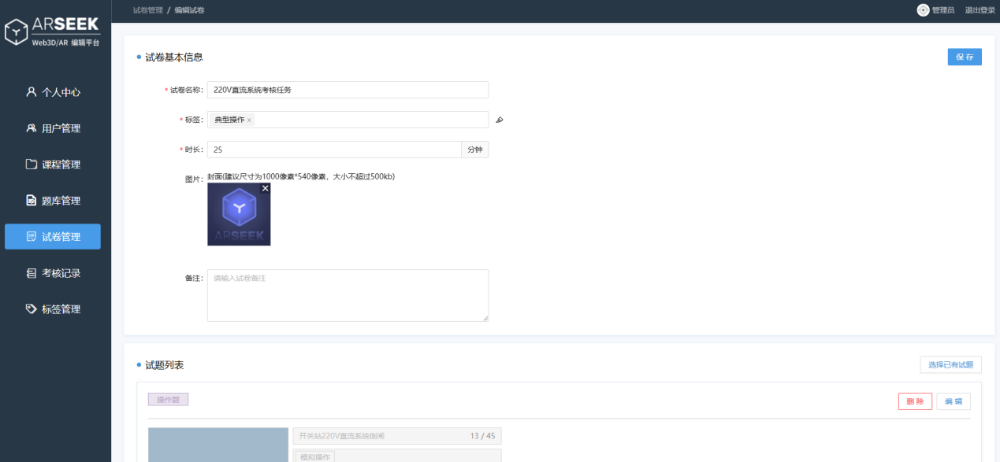 试卷管理 / 编辑试卷
管理员 退出登录
ARSEEK
Web3D/AR 编辑平台
个人中心
用户管理
课程管理
题库管理
试卷管理
考核记录
标签管理
试卷基本信息
保 存
* 试卷名称: 220V直流系统考核任务
* 标签: 典型操作 ×
* 时长: 25 分钟
图片: 封面(建议尺寸为1000像素*540像素，大小不超过500kb)
ARSEEK
备注: 请输入试卷备注
试题列表
选择已有试题
操作题
删 除 编 辑
开关站220V直流系统倒闸 13 / 45
模拟操作